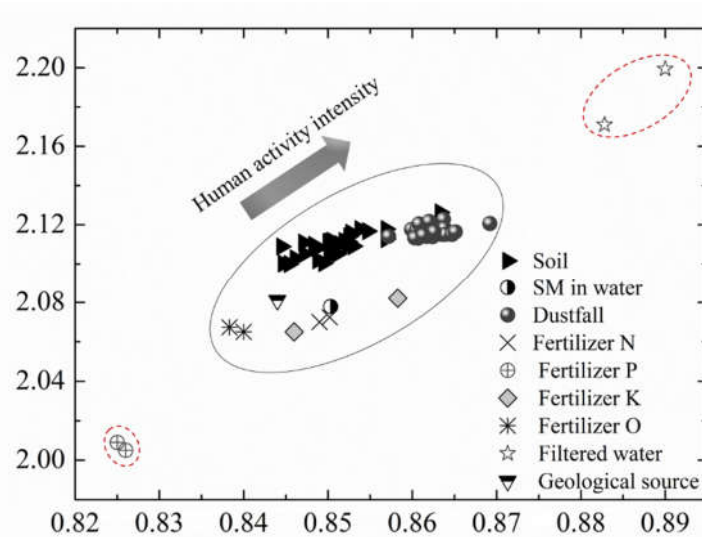 2.20
2.16
2.12
2.08
2.04
2.00
Human activity intensity
Soil
SM in water
Dustfall
Fertilizer N
Fertilizer P
Fertilizer K
Fertilizer O
Filtered water
Geological source
0.82 0.83 0.84 0.85 0.86 0.87 0.88 0.89